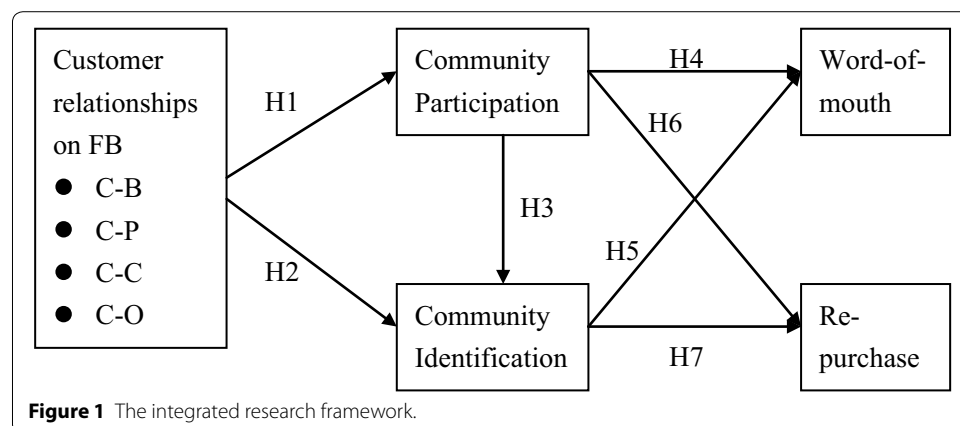 Customer
relationships
on FB
● C-B
● C-P
● C-C
● C-O
H1
H2
Community
Participation
H3
Community
Identification
H4
H6
H5
H7
Word-of-
mouth
Re-
purchase
Figure 1 The integrated research framework.